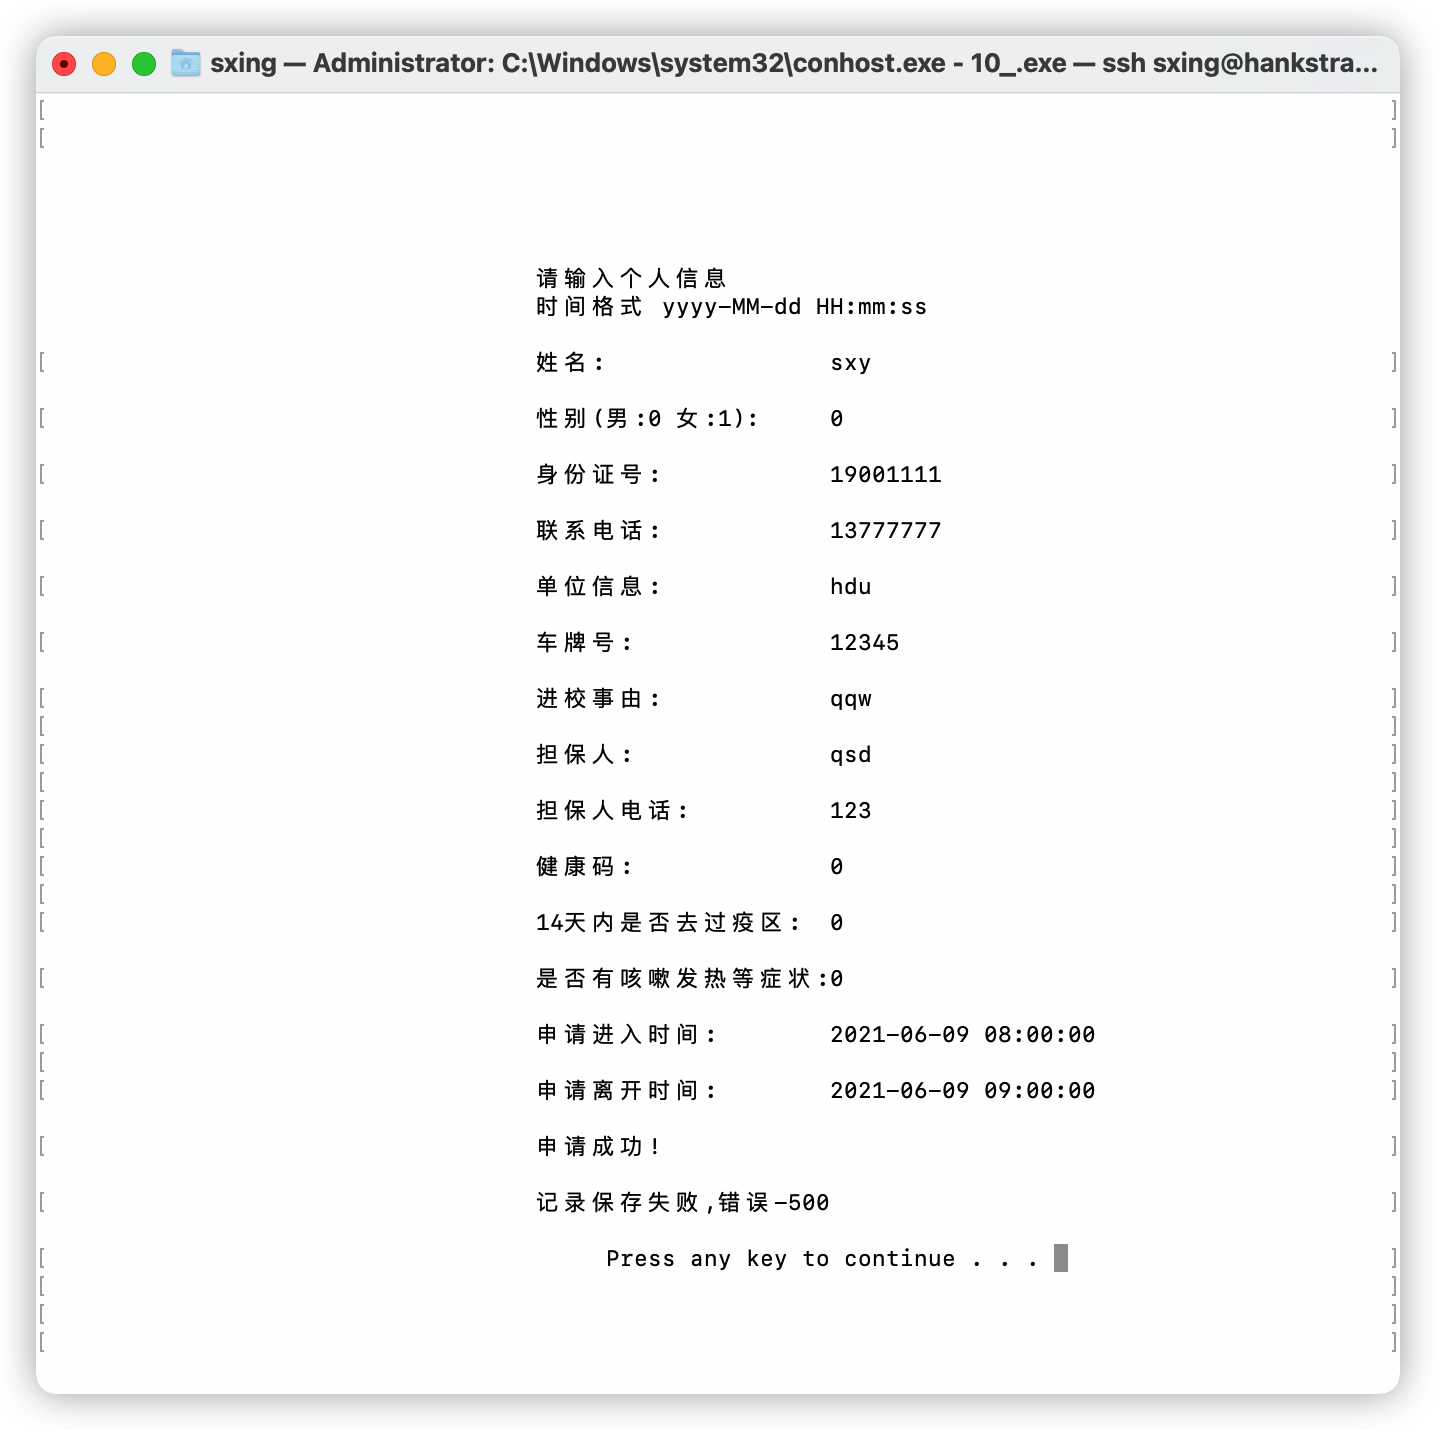 sxing — Administrator: C:\Windows\system32\conhost.exe - 10_.exe — ssh sxing@hankstra...
请输入个人信息
时间格式 yyyy-MM-dd HH:mm:ss
姓名: sxy
性别(男:0 女:1): 0
身份证号: 19001111
联系电话: 13777777
单位信息: hdu
车牌号: 12345
进校事由: qqw
担保人: qsd
担保人电话: 123
健康码: 0
14天内是否去过疫区: 0
是否有咳嗽发热等症状:0
申请进入时间: 2021-06-09 08:00:00
申请离开时间: 2021-06-09 09:00:00
申请成功!
记录保存失败,错误-500
Press any key to continue . . .